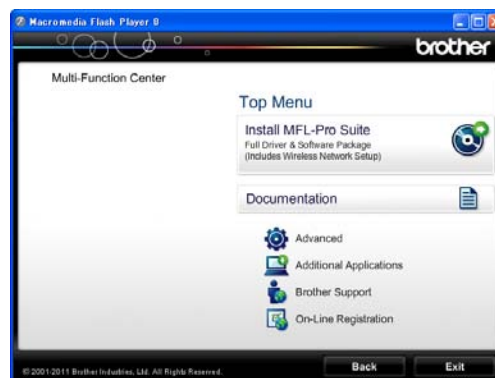 Macromedia Flash Player 8
brother
Multi-Function Center
Top Menu
Install MFL-Pro Suite
Full Driver & Software Package
(Includes Wireless Network Setup)
Documentation
Advanced
Additional Applications
Brother Support
On-Line Registration
© 2001-2011 Brother Industries, Ltd. All Rights Reserved.
Back
Exit